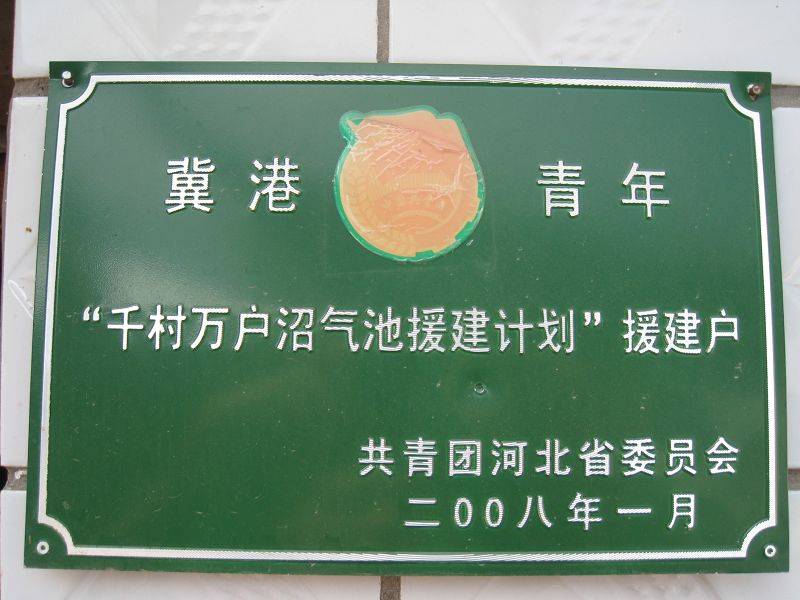 冀港 青年
“千村万户沼气池援建计划”援建户
共青团河北省委员会
二00八年一月